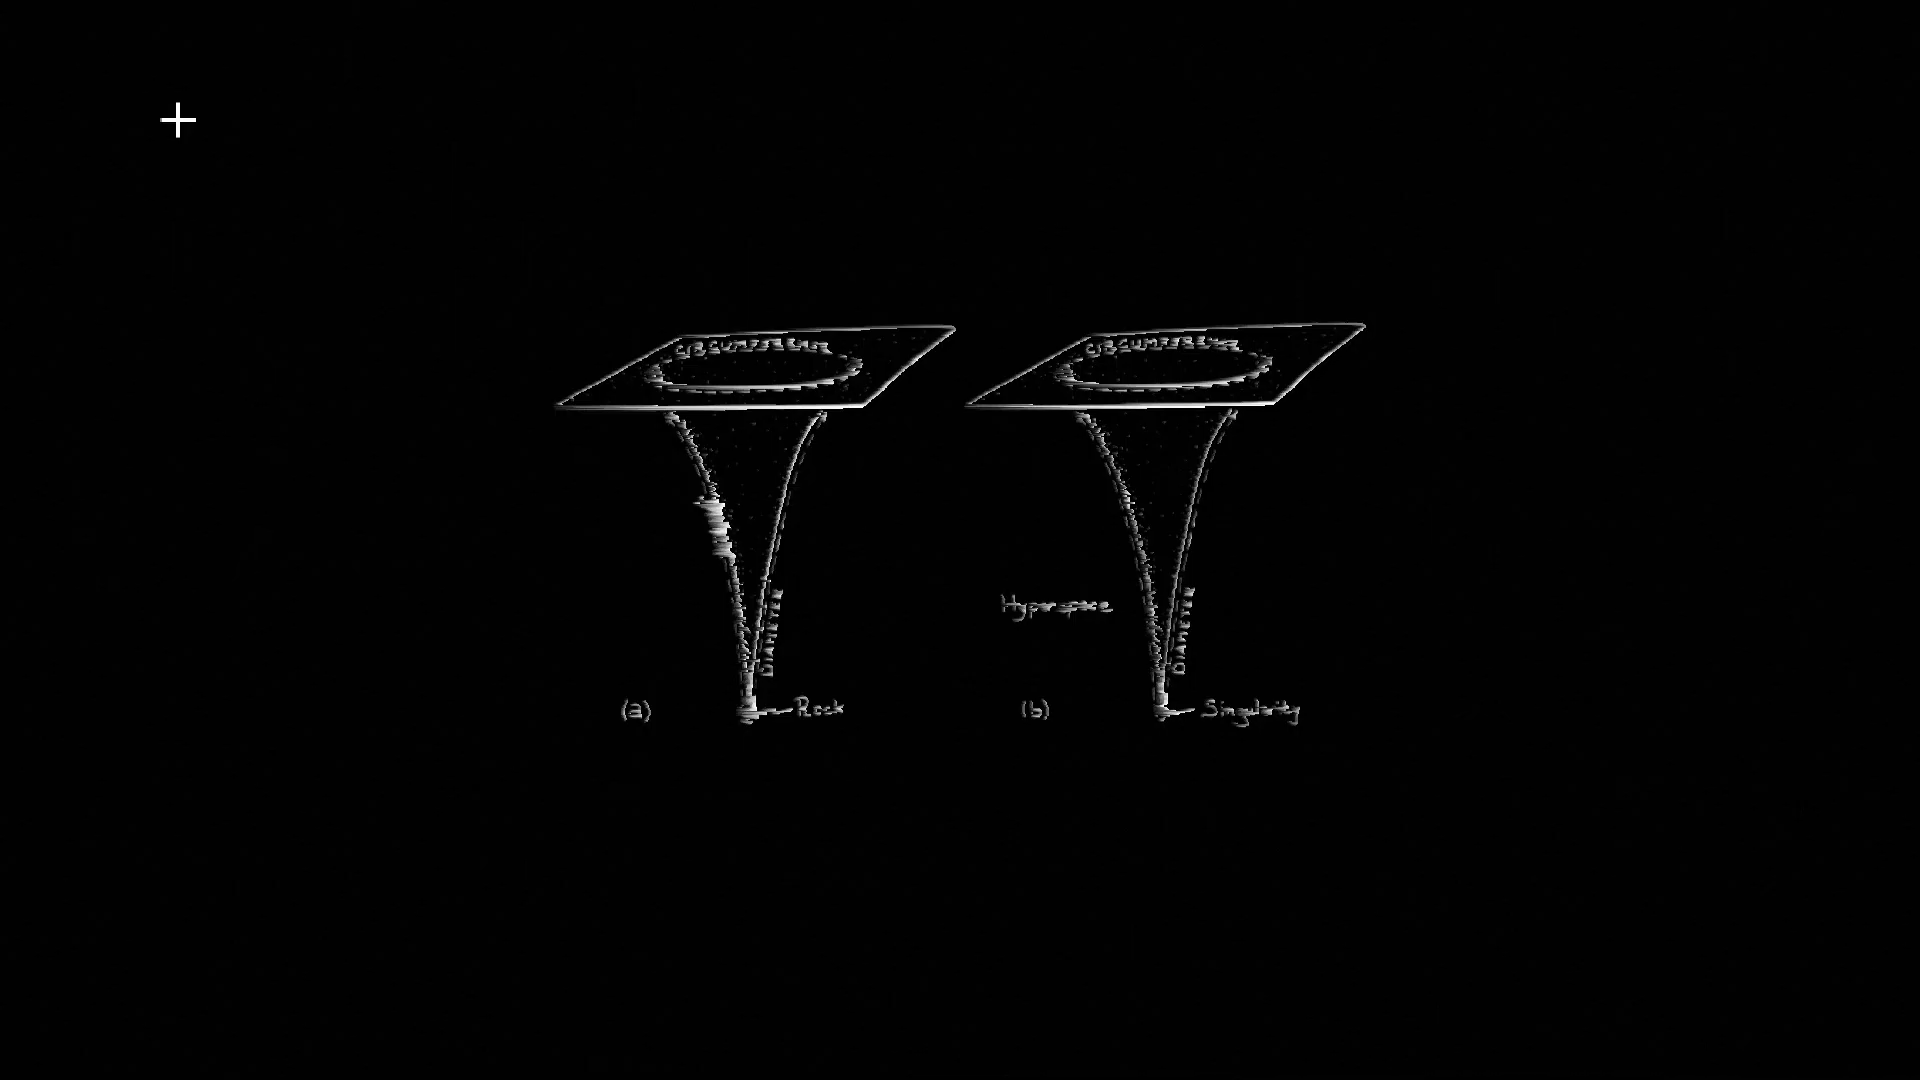 CIRCUMFERENCE
CIRCUMFERENCE
DIAMETER
DIAMETER
Hyperspace
(a)
Rock
(b)
Singularity